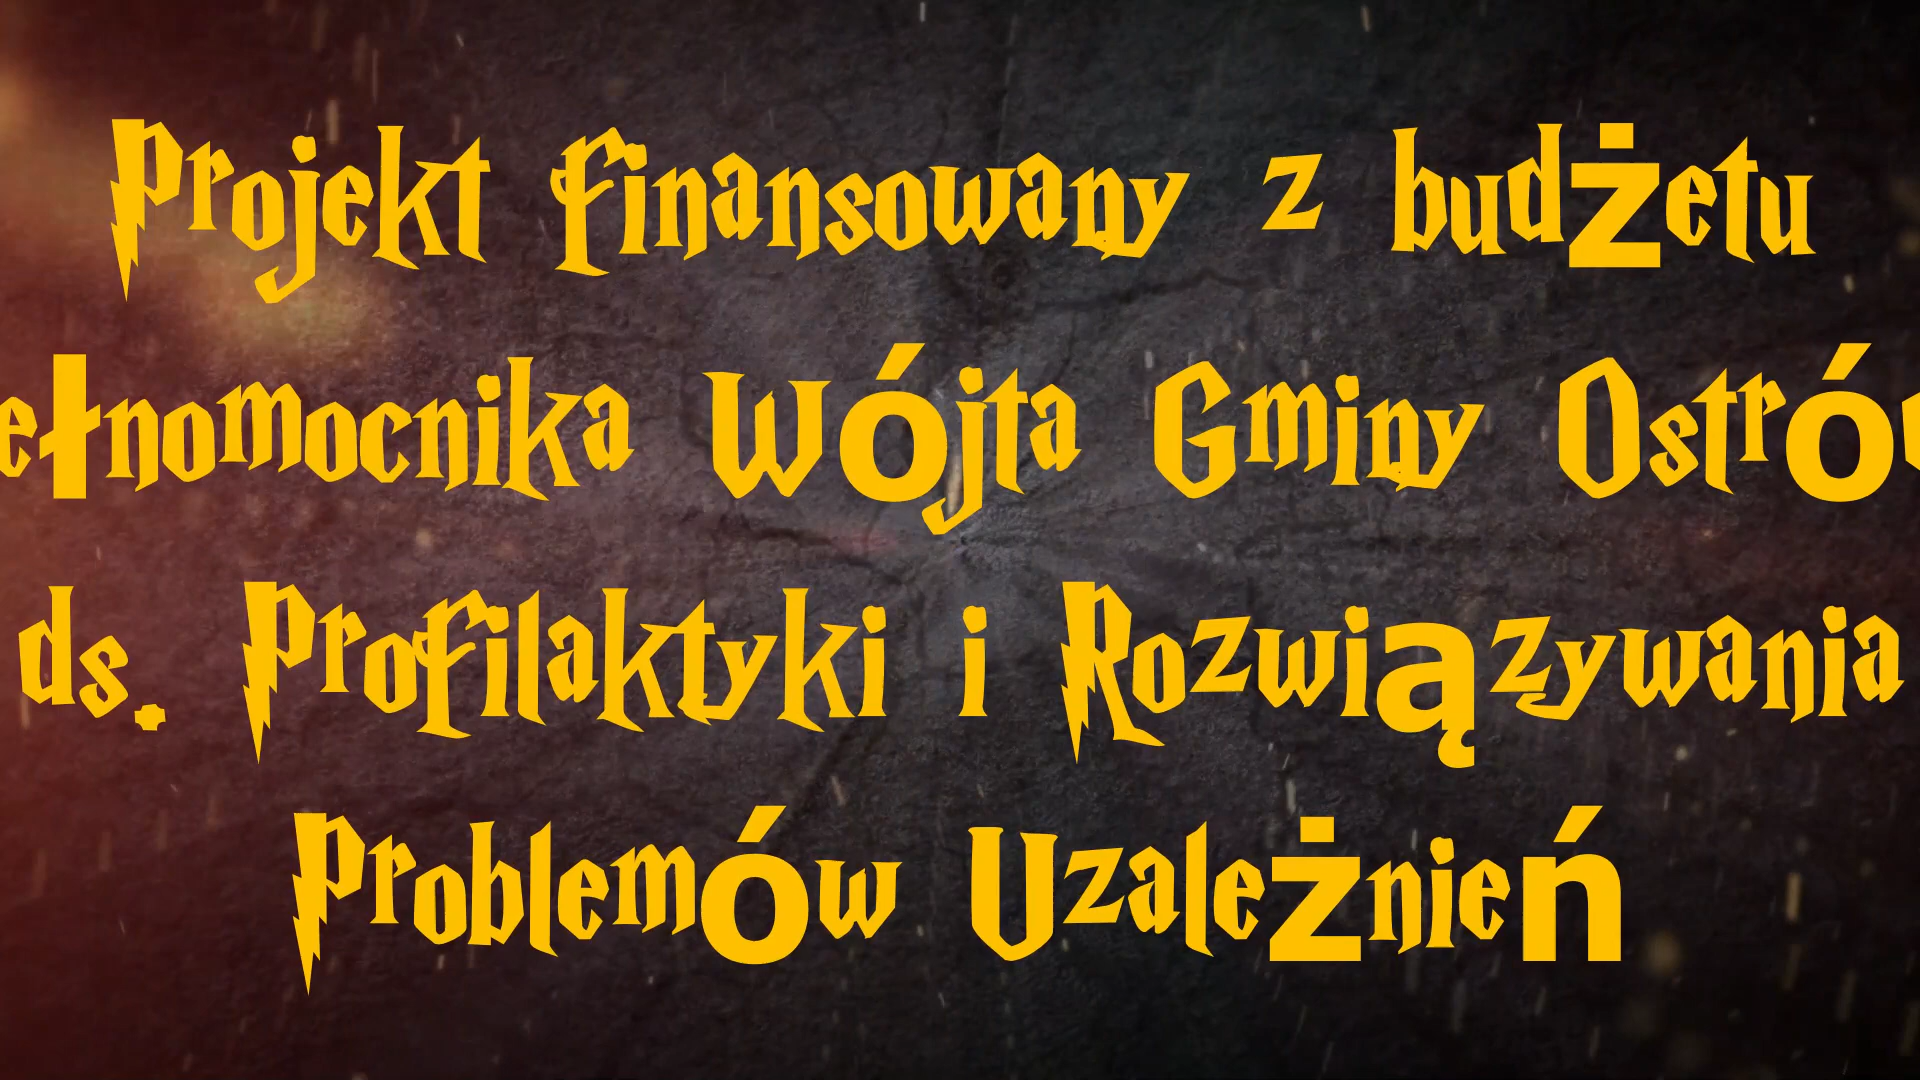 Projekt finansowany z budżetu
ełnomocnika Wójta Gminy Ostró
ds. Profilaktyki i Rozwiązywania
Problemów Uzależnień